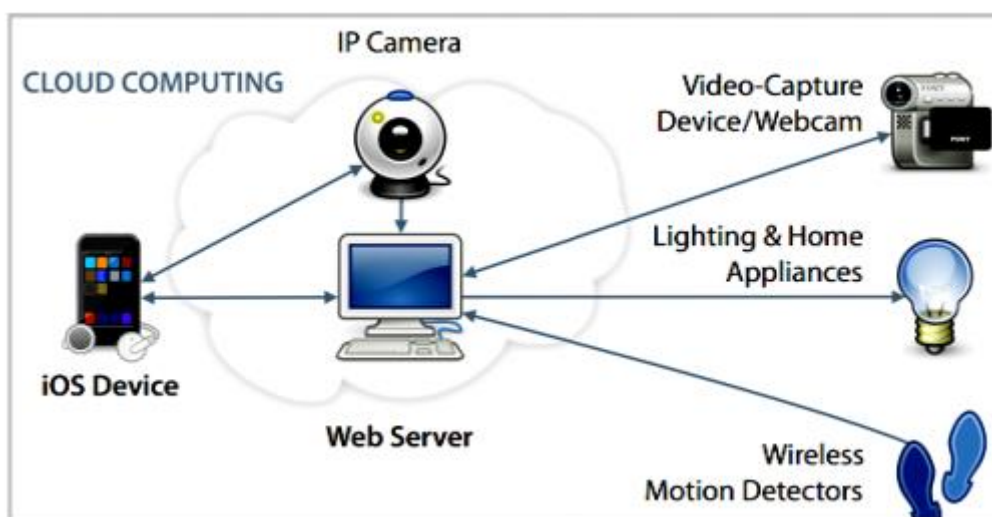 IP Camera
CLOUD COMPUTING
Video-Capture
Device/Webcam
Lighting & Home
Appliances
iOS Device
Web Server
Wireless
Motion Detectors